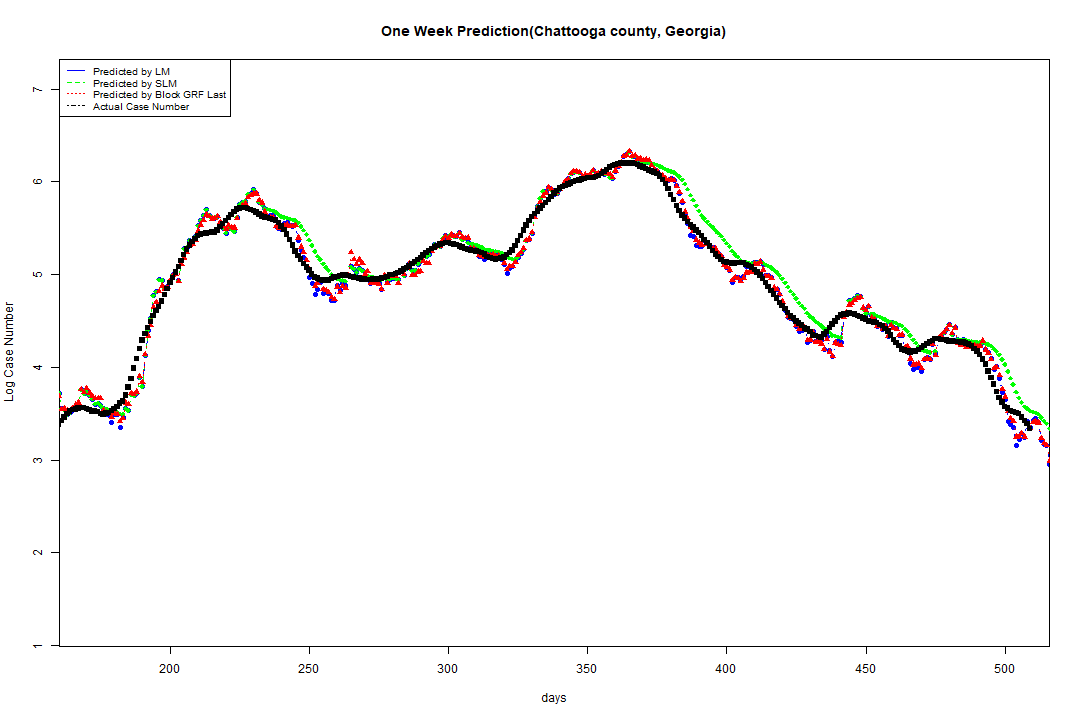 One Week Prediction(Chattooga county, Georgia)
Predicted by LM
Predicted by SLM
Predicted by Block GRF Last
Actual Case Number
7
6
5
4
3
2
1
Log Case Number
200 250 300 350 400 450 500
days